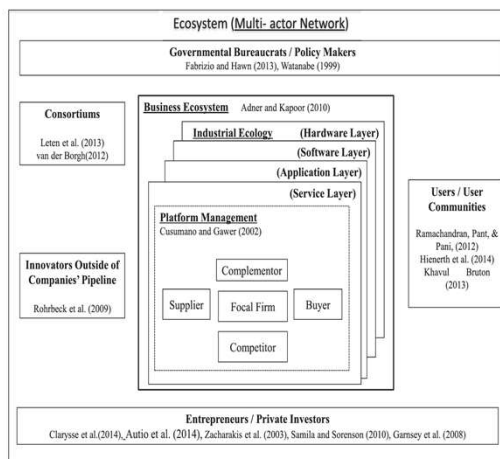 Ecosystem (Multi- actor Network)
Governmental Bureaucrats / Policy Makers
Fabrizio and Hawn (2013), Watanabe (1999)
Consortiums
Leten et al. (2013)
van der Borgh(2012)
Business Ecosystem Adner and Kapoor (2010)
Industrial Ecology (Hardware Layer)
(Software Layer)
(Application Layer)
(Service Layer)
Platform Management
Cusumano and Gawer (2002)
Complementor
Supplier Focal Firm Buyer
Competitor
Innovators Outside of
Companies' Pipeline
Rohrbeck et al. (2009)
Users / User
Communities
Ramachandran, Pant, &
Pani, (2012)
Hienerth et al. (2014)
Khavul Bruton
(2013)
Entrepreneurs / Private Investors
Clarysse et al.(2014), Autio et al. (2014), Zacharakis et al. (2003), Samila and Sorenson (2010), Garnsey et al. (2008)